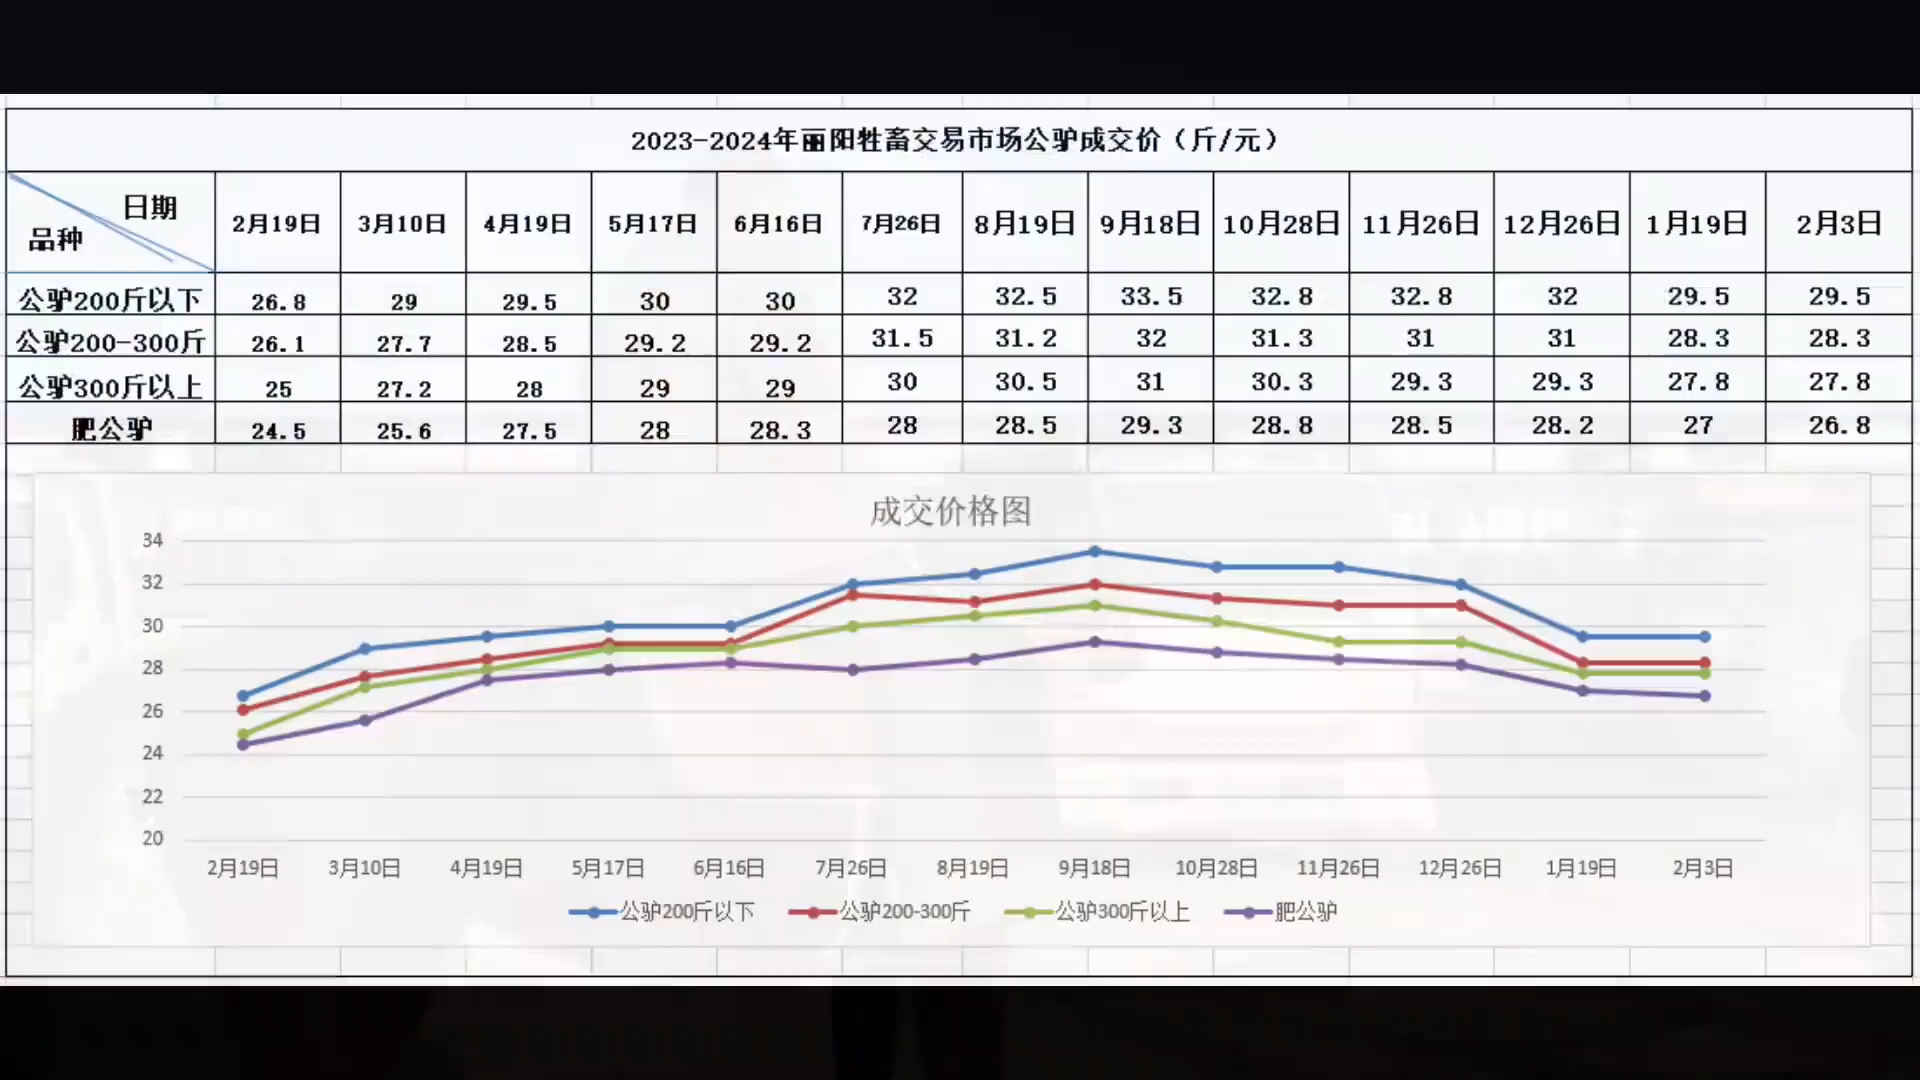 2023-2024年丽阳牲畜交易市场公驴成交价（斤/元）
日期
品种
2月19日 3月10日 4月19日 5月17日 6月16日 7月26日 8月19日 9月18日 10月28日 11月26日 12月26日 1月19日 2月3日
公驴200斤以下 26.8 29 29.5 30 30 32 32.5 33.5 32.8 32.8 32 29.5 29.5
公驴200-300斤 26.1 27.7 28.5 29.2 29.2 31.5 31.2 32 31.3 31 31 28.3 28.3
公驴300斤以上 25 27.2 28 29 29 30 30.5 31 30.3 29.3 29.3 27.8 27.8
肥公驴 24.5 25.6 27.5 28 28.3 28 28.5 29.3 28.8 28.5 28.2 27 26.8
成交价格图
34
32
30
28
26
24
22
20
2月19日 3月10日 4月19日 5月17日 6月16日 7月26日 8月19日 9月18日 10月28日 11月26日 12月26日 1月19日 2月3日
公驴200斤以下 公驴200-300斤 公驴300斤以上 肥公驴